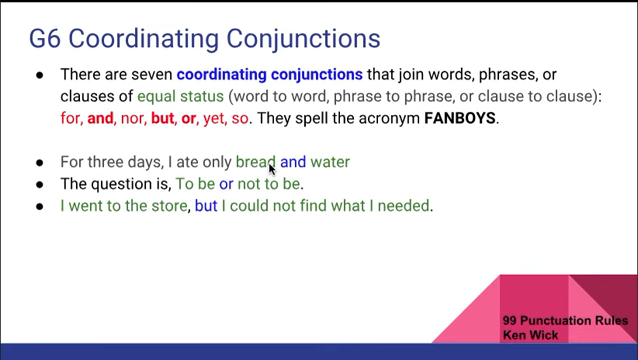 G6 Coordinating Conjunctions
● There are seven coordinating conjunctions that join words, phrases, or
clauses of equal status (word to word, phrase to phrase, or clause to clause):
for, and, nor, but, or, yet, so. They spell the acronym FANBOYS.
● For three days, I ate only bread and water
● The question is, To be or not to be.
● I went to the store, but I could not find what I needed.
99 Punctuation Rules
Ken Wick